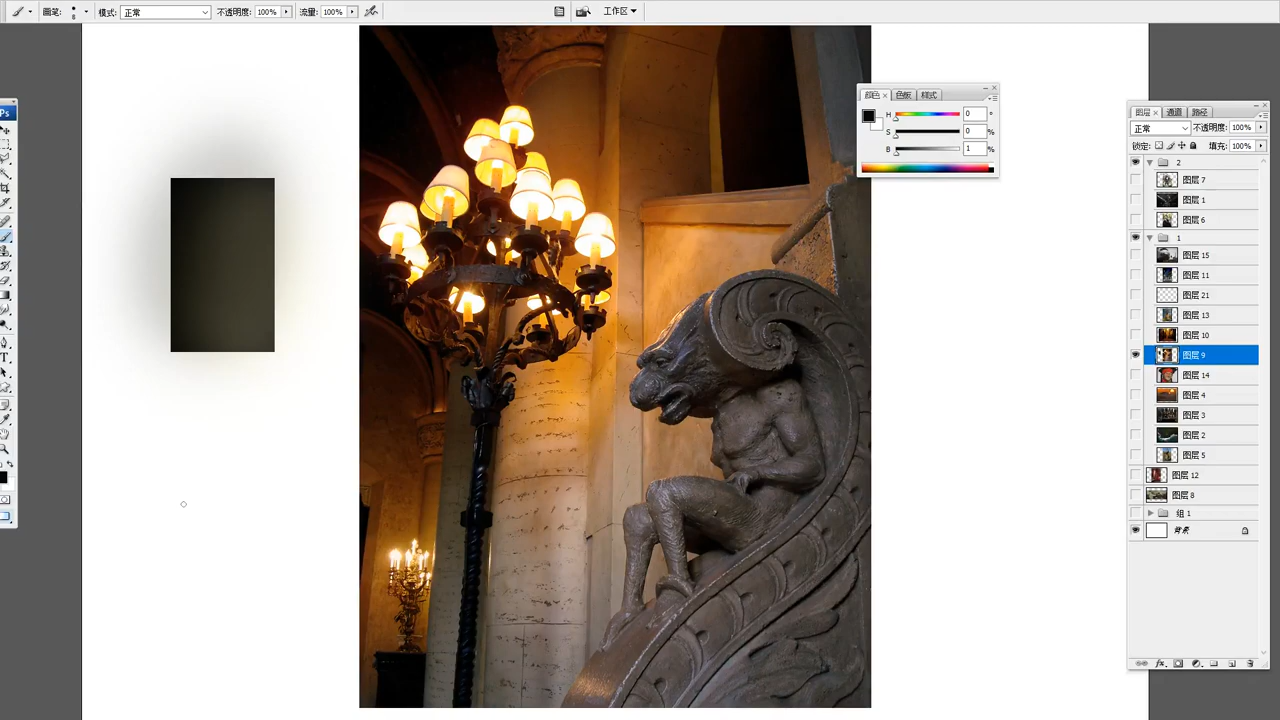 画笔: 8 模式: 正常 不透明度: 100% 流量: 100% 工作区
Ps
颜色 × 色板 样式
H 0 °
S 0 %
B 1 %
图层 × 通道 路径
正常 不透明度: 100%
锁定: 填充: 100%
2
图层 7
图层 1
图层 6
1
图层 15
图层 11
图层 21
图层 13
图层 10
图层 9
图层 14
图层 4
图层 3
图层 2
图层 5
图层 12
图层 8
组 1
背景
fx.